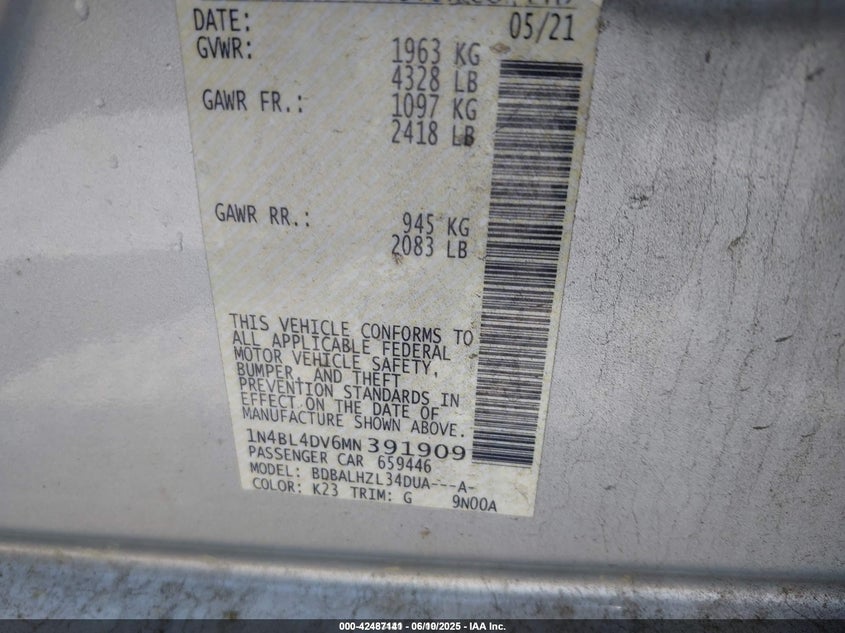 DATE: 05/21
GVWR: 1963 KG
4328 LB
GAWR FR.: 1097 KG
2418 LB
GAWR RR.: 945 KG
2083 LB
THIS VEHICLE CONFORMS TO
ALL APPLICABLE FEDERAL
MOTOR VEHICLE SAFETY,
BUMPER, AND THEFT
PREVENTION STANDARDS IN
EFFECT ON THE DATE OF
MANUFACTURE SHOWN ABOVE.
1N4BL4DV6MN391909
PASSENGER CAR 659446
MODEL: BDBALHZL34DUA---A-
COLOR: K23 TRIM: G 9N00A
000-42487141 - 06/10/2025 - IAA Inc.